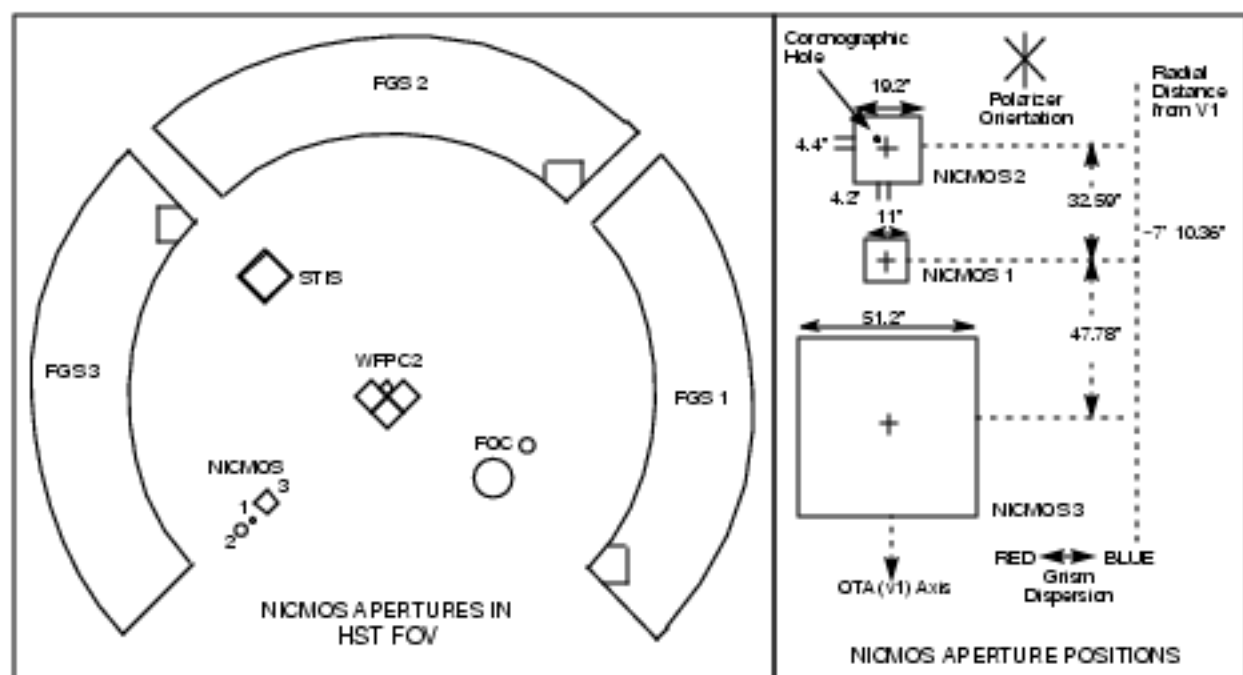 FGS 2
FGS 3
FGS 1
STIS
WFPC2
FOC
NICMOS
3
1
2
NICMOS APERTURES IN
HST FOV
Coronographic
Hole
19.2"
Polarizer
Orientation
Radial
Distance
from V1
4.4"
NICMOS 2
4.2"
32.59"
11"
~7' 10.36"
NICMOS 1
51.2"
47.78"
NICMOS 3
RED
BLUE
OTA (v1) Axis
Grism
Dispersion
NICMOS APERTURE POSITIONS